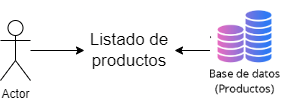 Listado de
productos
Actor
Base de datos
(Productos)